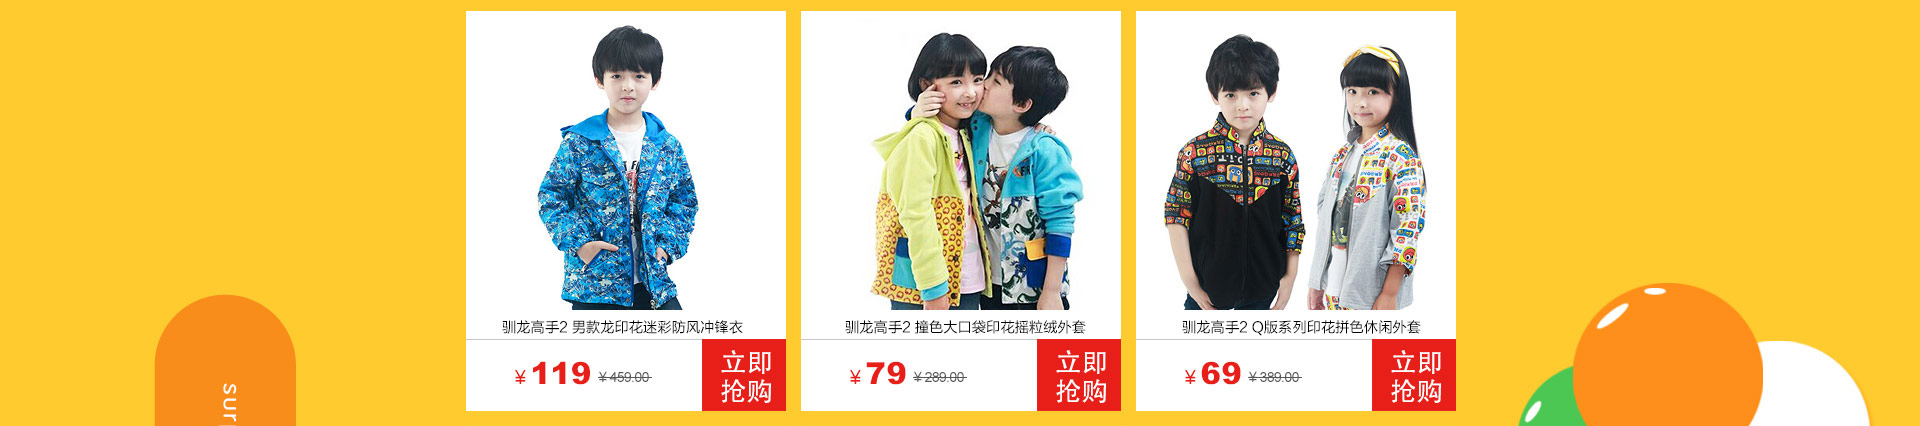 驯龙高手2 男款龙印花迷彩防风冲锋衣
¥119 ¥459.00
立即
抢购
驯龙高手2 撞色大口袋印花摇粒绒外套
¥79 ¥289.00
立即
抢购
驯龙高手2 Q版系列印花拼色休闲外套
¥69 ¥389.00
立即
抢购
sur